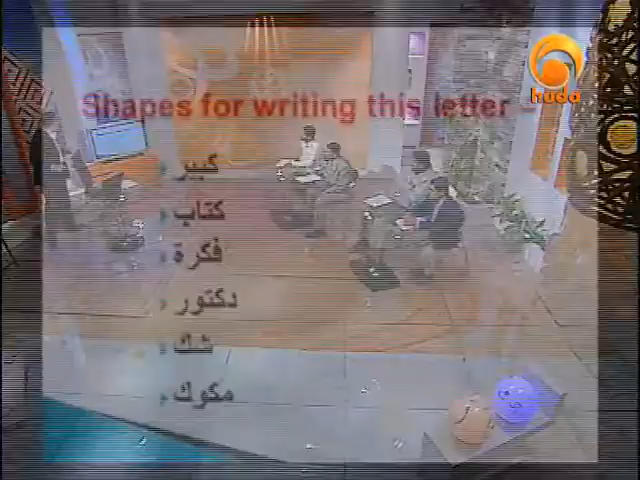 huda
Shapes for writing this letter
كبير
كتاب
فكرة
دكتور
شك
مكوك